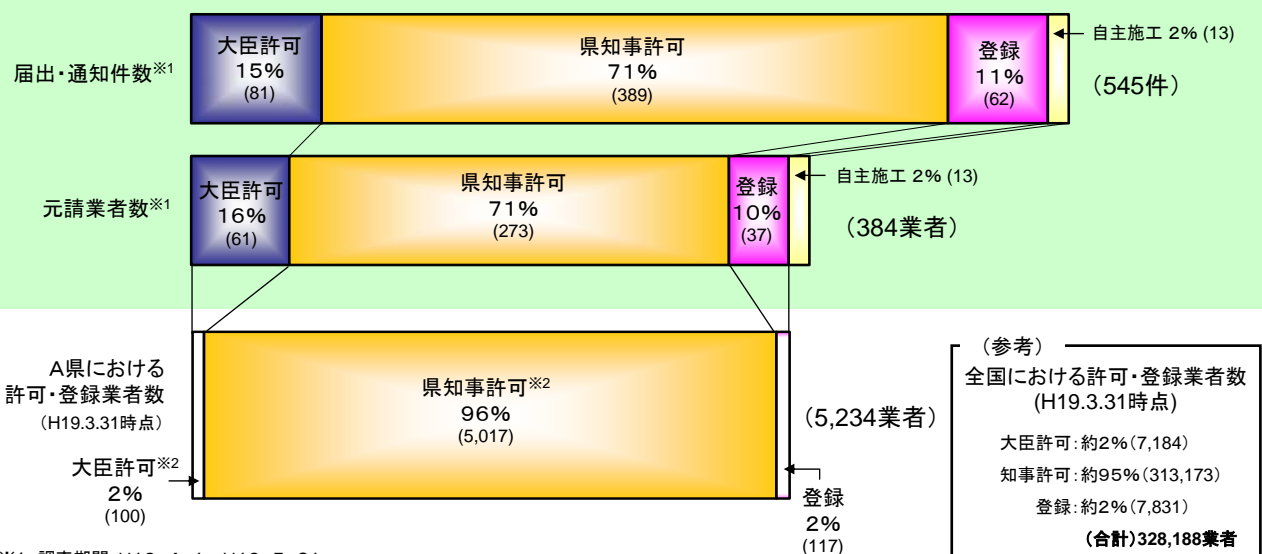 届出・通知件数※1
大臣許可
15%
(81)
県知事許可
71%
(389)
登録
11%
(62)
自主施工 2% (13)
(545件)
元請業者数※1
大臣許可
16%
(61)
県知事許可
71%
(273)
登録
10%
(37)
自主施工 2% (13)
(384業者)
A県における
許可・登録業者数
(H19.3.31時点)
大臣許可※2
2%
(100)
県知事許可※2
96%
(5,017)
登録
2%
(117)
(5,234業者)
(参考)
全国における許可・登録業者数
(H19.3.31時点)
大臣許可:約2%(7,184)
知事許可:約95%(313,173)
登録:約2%(7,831)
(合計)328,188業者